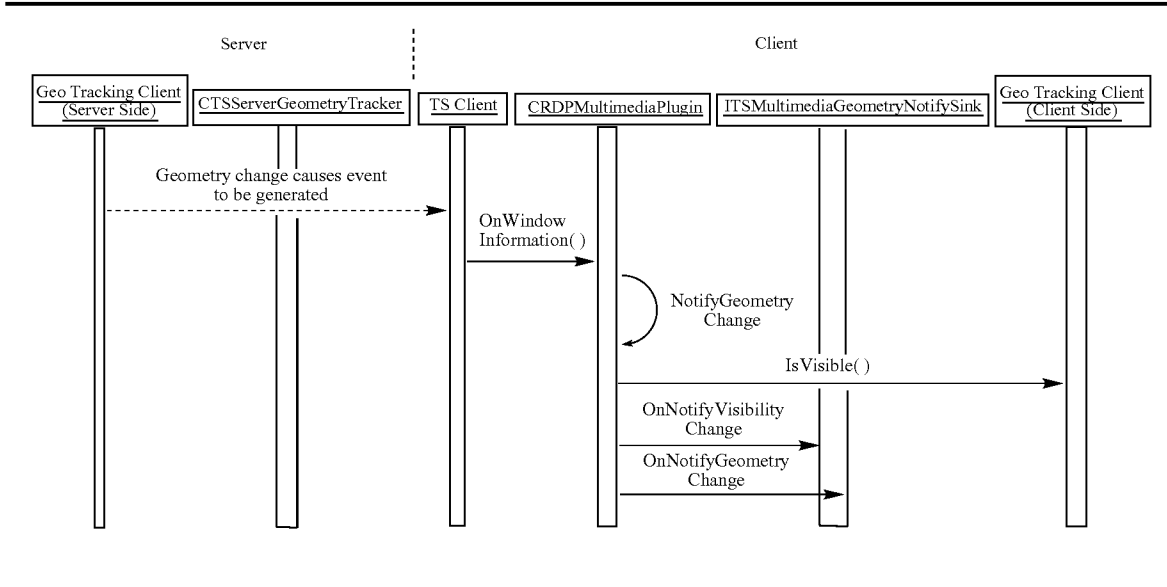 Server
Client
Geo Tracking Client
(Server Side)
CTSServerGeometryTracker
TS Client
CRDPMultimediaPlugin
ITSMultimediaGeometryNotifySink
Geo Tracking Client
(Client Side)
Geometry change causes event
to be generated
OnWindow
Information( )
NotifyGeometry
Change
IsVisible( )
OnNotifyVisibility
Change
OnNotifyGeometry
Change